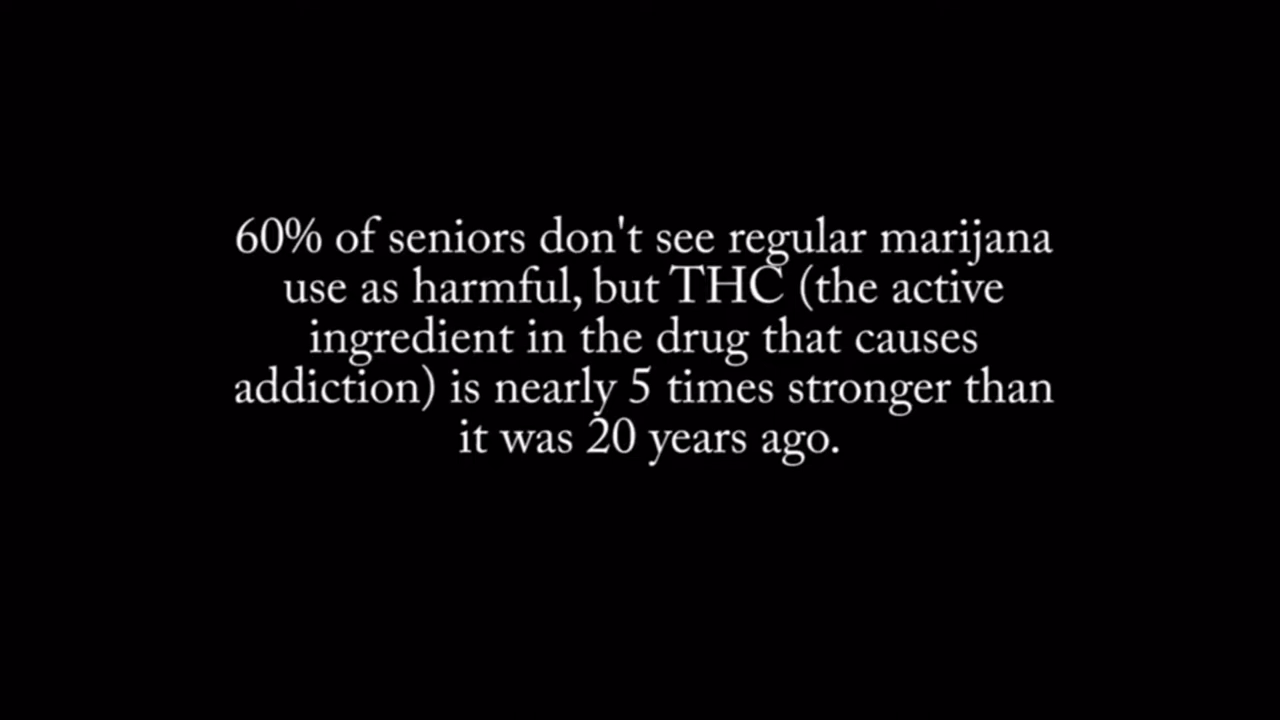 60% of seniors don't see regular marijana
use as harmful, but THC (the active
ingredient in the drug that causes
addiction) is nearly 5 times stronger than
it was 20 years ago.